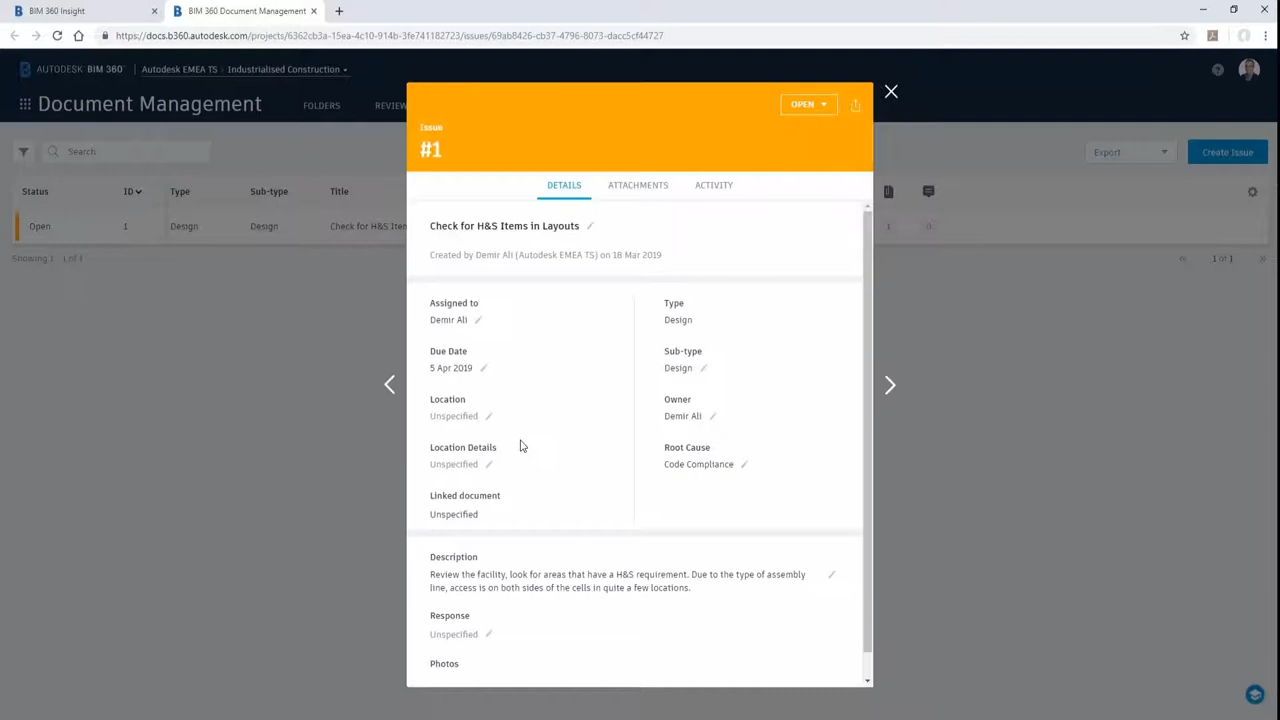 BIM 360 Insight
BIM 360 Document Management
https://docs.b360.autodesk.com/projects/6362cb3a-15ea-4c10-914b-3fe741182723/issues/69ab8426-cb37-4796-8073-dacc5cf44727
AUTODESK BIM 360 Autodesk EMEA TS Industrialised Construction
Document Management FOLDERS REVIEW
OPEN
Issue
#1
Search
Export Create Issue
DETAILS ATTACHMENTS ACTIVITY
Status ID Type Sub-type Title
Open 1 Design Design Check for H&S Iten 1 0
Showing 1 - 1 of 1
1 of 1
Check for H&S Items in Layouts
Created by Demir Ali (Autodesk EMEA TS) on 18 Mar 2019
Assigned to Type
Demir Ali Design
Due Date Sub-type
5 Apr 2019 Design
Location Owner
Unspecified Demir Ali
Location Details Root Cause
Unspecified Code Compliance
Linked document
Unspecified
Description
Review the facility, look for areas that have a H&S requirement. Due to the type of assembly
line, access is on both sides of the cells in quite a few locations.
Response
Unspecified
Photos